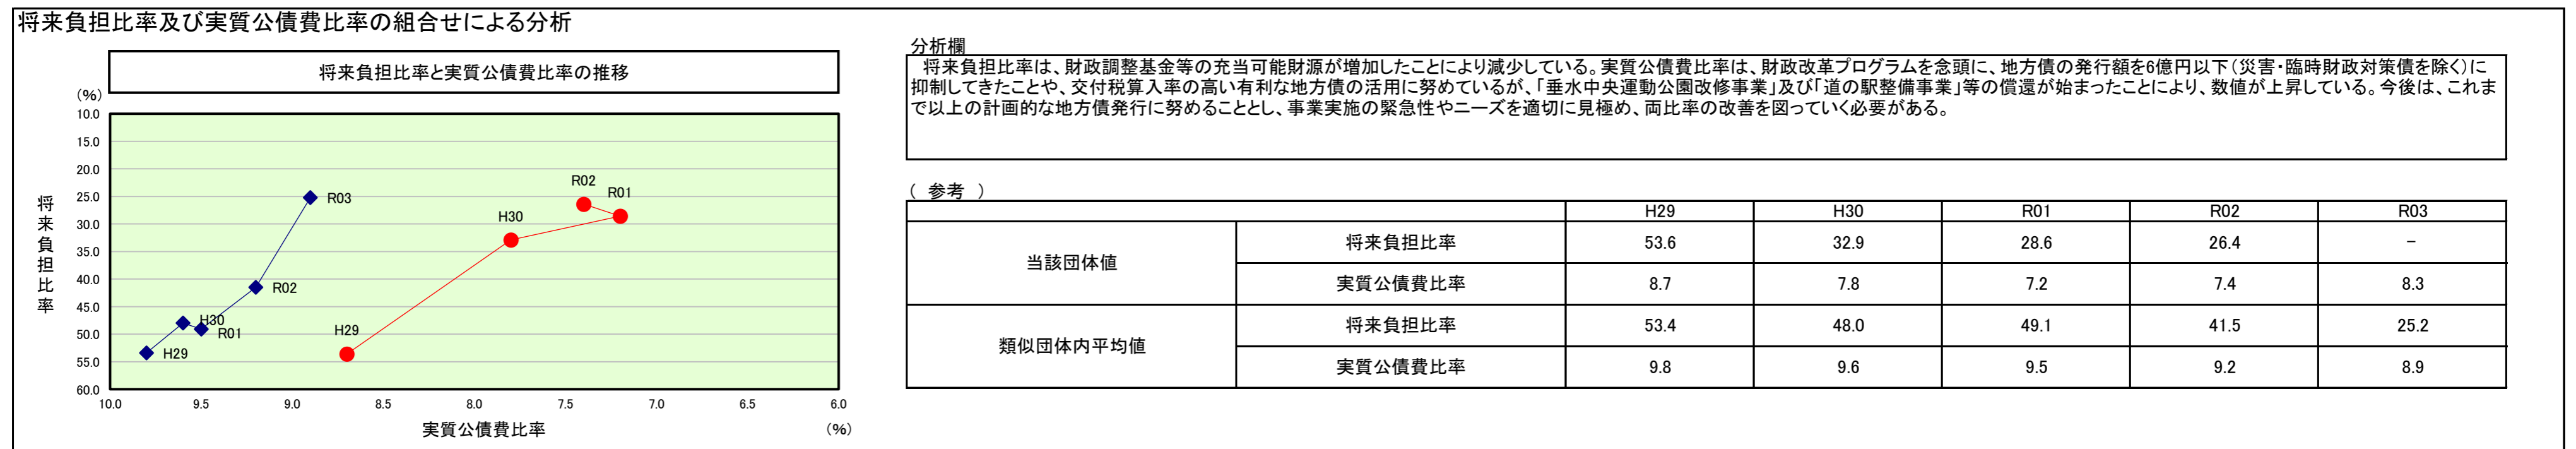 将来負担比率及び実質公債費比率の組合せによる分析
将来負担比率と実質公債費比率の推移
(%)
10.0
15.0
20.0
25.0
30.0
35.0
40.0
45.0
50.0
55.0
60.0
将来負担比率
R03
R02
H30
R01
H29
R02
R01
H30
H29
10.0 9.5 9.0 8.5 8.0 7.5 7.0 6.5 6.0
実質公債費比率
(%)
分析欄
将来負担比率は、財政調整基金等の充当可能財源が増加したことにより減少している。実質公債費比率は、財政改革プログラムを念頭に、地方債の発行額を6億円以下(災害・臨時財政対策債を除く)に
抑制してきたことや、交付税算入率の高い有利な地方債の活用に努めているが、「垂水中央運動公園改修事業」及び「道の駅整備事業」等の償還が始まったことにより、数値が上昇している。今後は、これま
で以上の計画的な地方債発行に努めることとし、事業実施の緊急性やニーズを適切に見極め、両比率の改善を図っていく必要がある。
( 参考 )
H29 H30 R01 R02 R03
当該団体値
将来負担比率 53.6 32.9 28.6 26.4 -
実質公債費比率 8.7 7.8 7.2 7.4 8.3
類似団体内平均値
将来負担比率 53.4 48.0 49.1 41.5 25.2
実質公債費比率 9.8 9.6 9.5 9.2 8.9